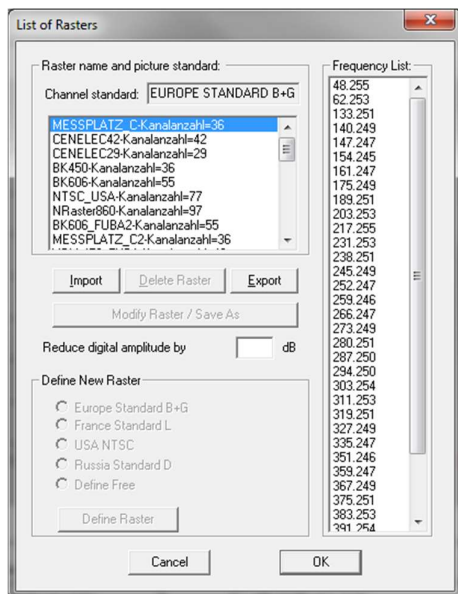 List of Rasters
Raster name and picture standard:
Channel standard: EUROPE STANDARD B+G
MESSPLATZ_C-Kanalanzahl=36
CENELEC42-Kanalanzahl=42
CENELEC29-Kanalanzahl=29
BK450-Kanalanzahl=36
BK606-Kanalanzahl=55
NTSC_USA-Kanalanzahl=77
NRaster860-Kanalanzahl=97
BK606_FUBA2-Kanalanzahl=55
MESSPLATZ_C2-Kanalanzahl=36
Import
Delete Raster
Export
Modify Raster / Save As
Reduce digital amplitude by dB
Define New Raster
Europe Standard B+G
France Standard L
USA NTSC
Russia Standard D
Define Free
Define Raster
Frequency List:
48.255
62.253
133.251
140.249
147.247
154.245
161.247
175.249
189.251
203.253
217.255
231.253
238.251
245.249
252.247
259.246
266.247
273.249
280.251
287.250
294.250
303.254
311.253
319.251
327.249
335.247
351.246
359.247
367.249
375.251
383.253
391.254
Cancel
OK